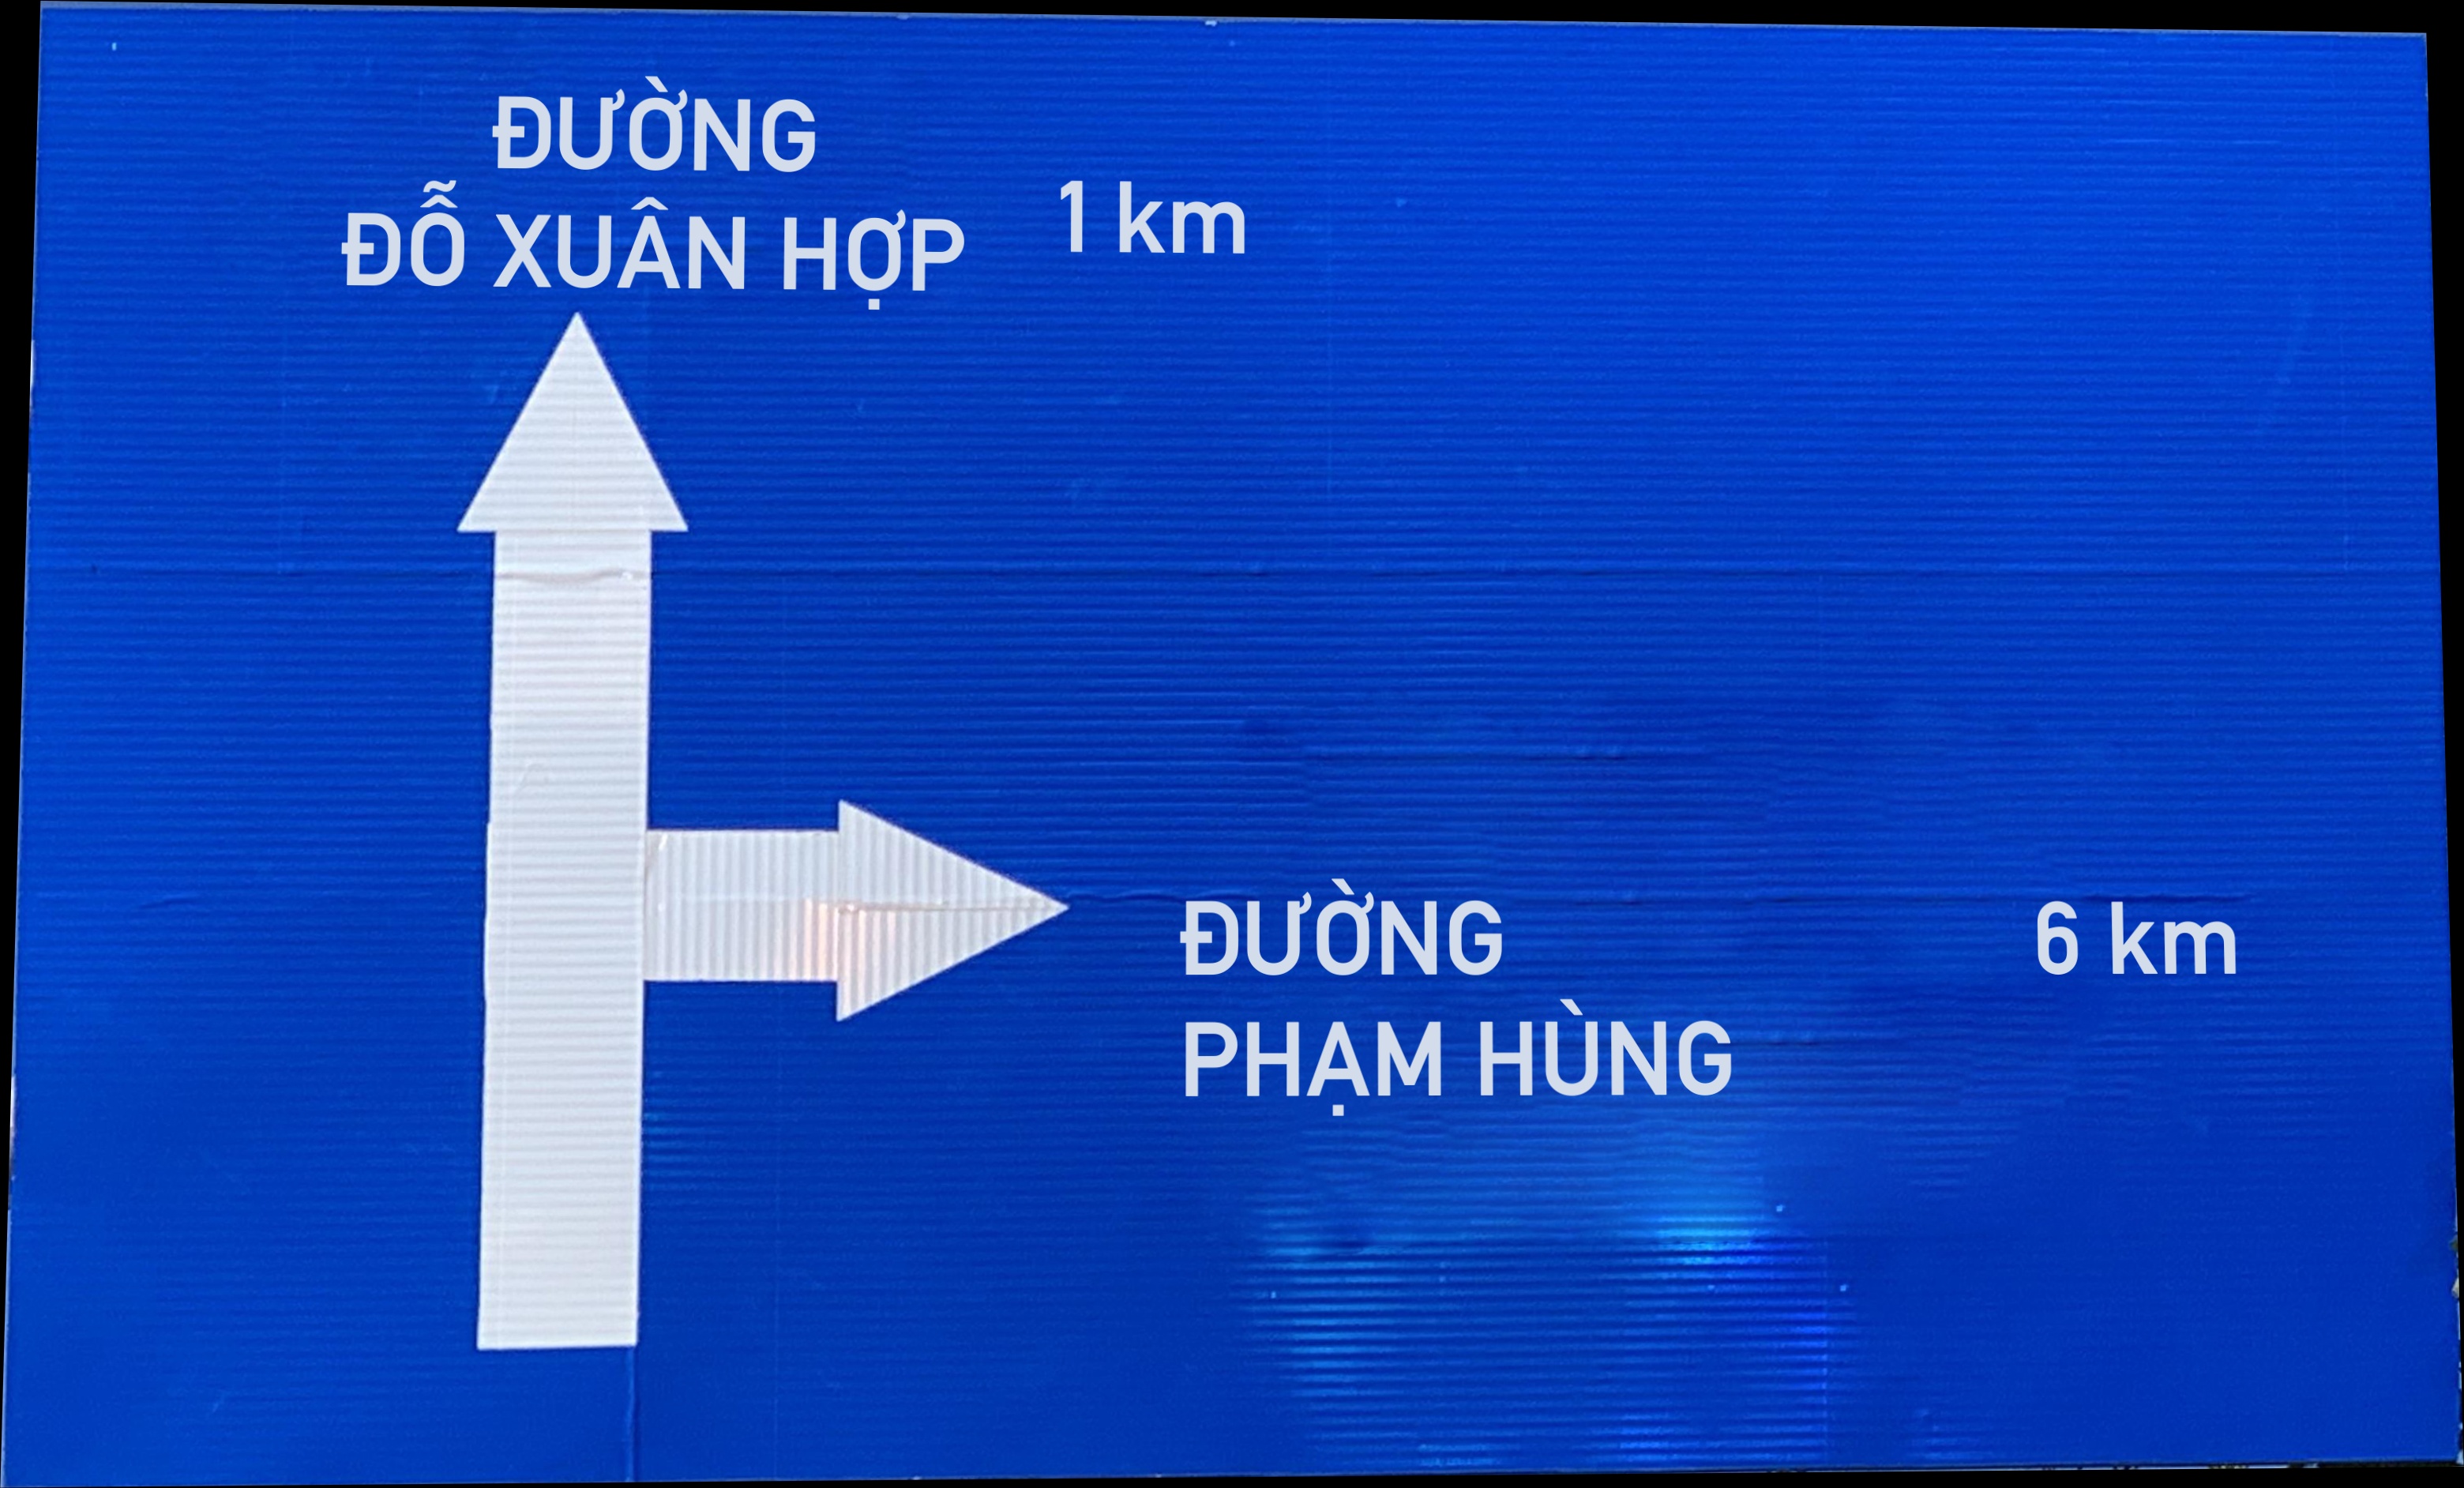 ĐƯỜNG
ĐỖ XUÂN HỢP
1 km
ĐƯỜNG
6 km
PHẠM HÙNG